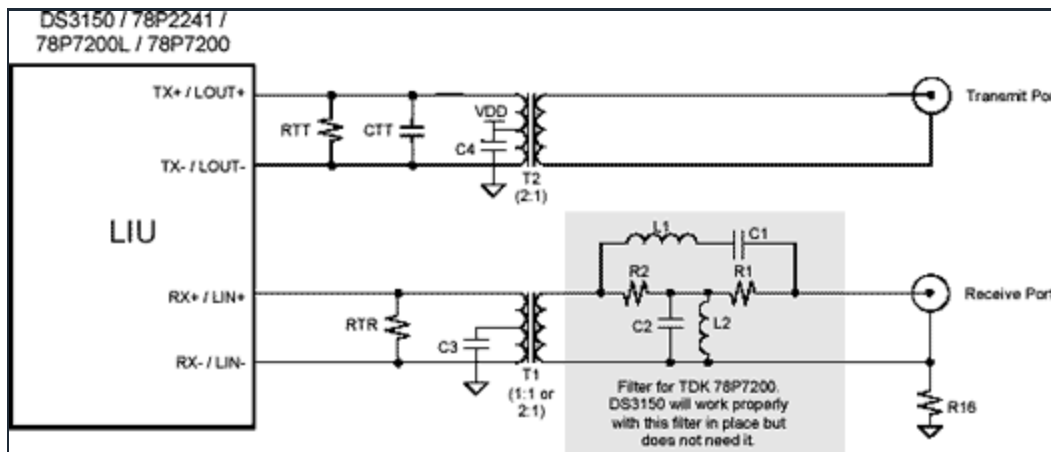 DS3150 / 78P2241 /
78P7200L / 78P7200
TX+ / LOUT+
RTT
CTT
VDD
C4
TX- / LOUT-
T2
(2:1)
Transmit Por
LIU
L1
C1
R2
R1
RX+ / LIN+
RTR
C3
C2
L2
Receive Port
RX- / LIN-
T1
(1:1 or
2:1)
Filter for TDK 78P7200.
DS3150 will work properly
with this filter in place but
does not need it.
R16